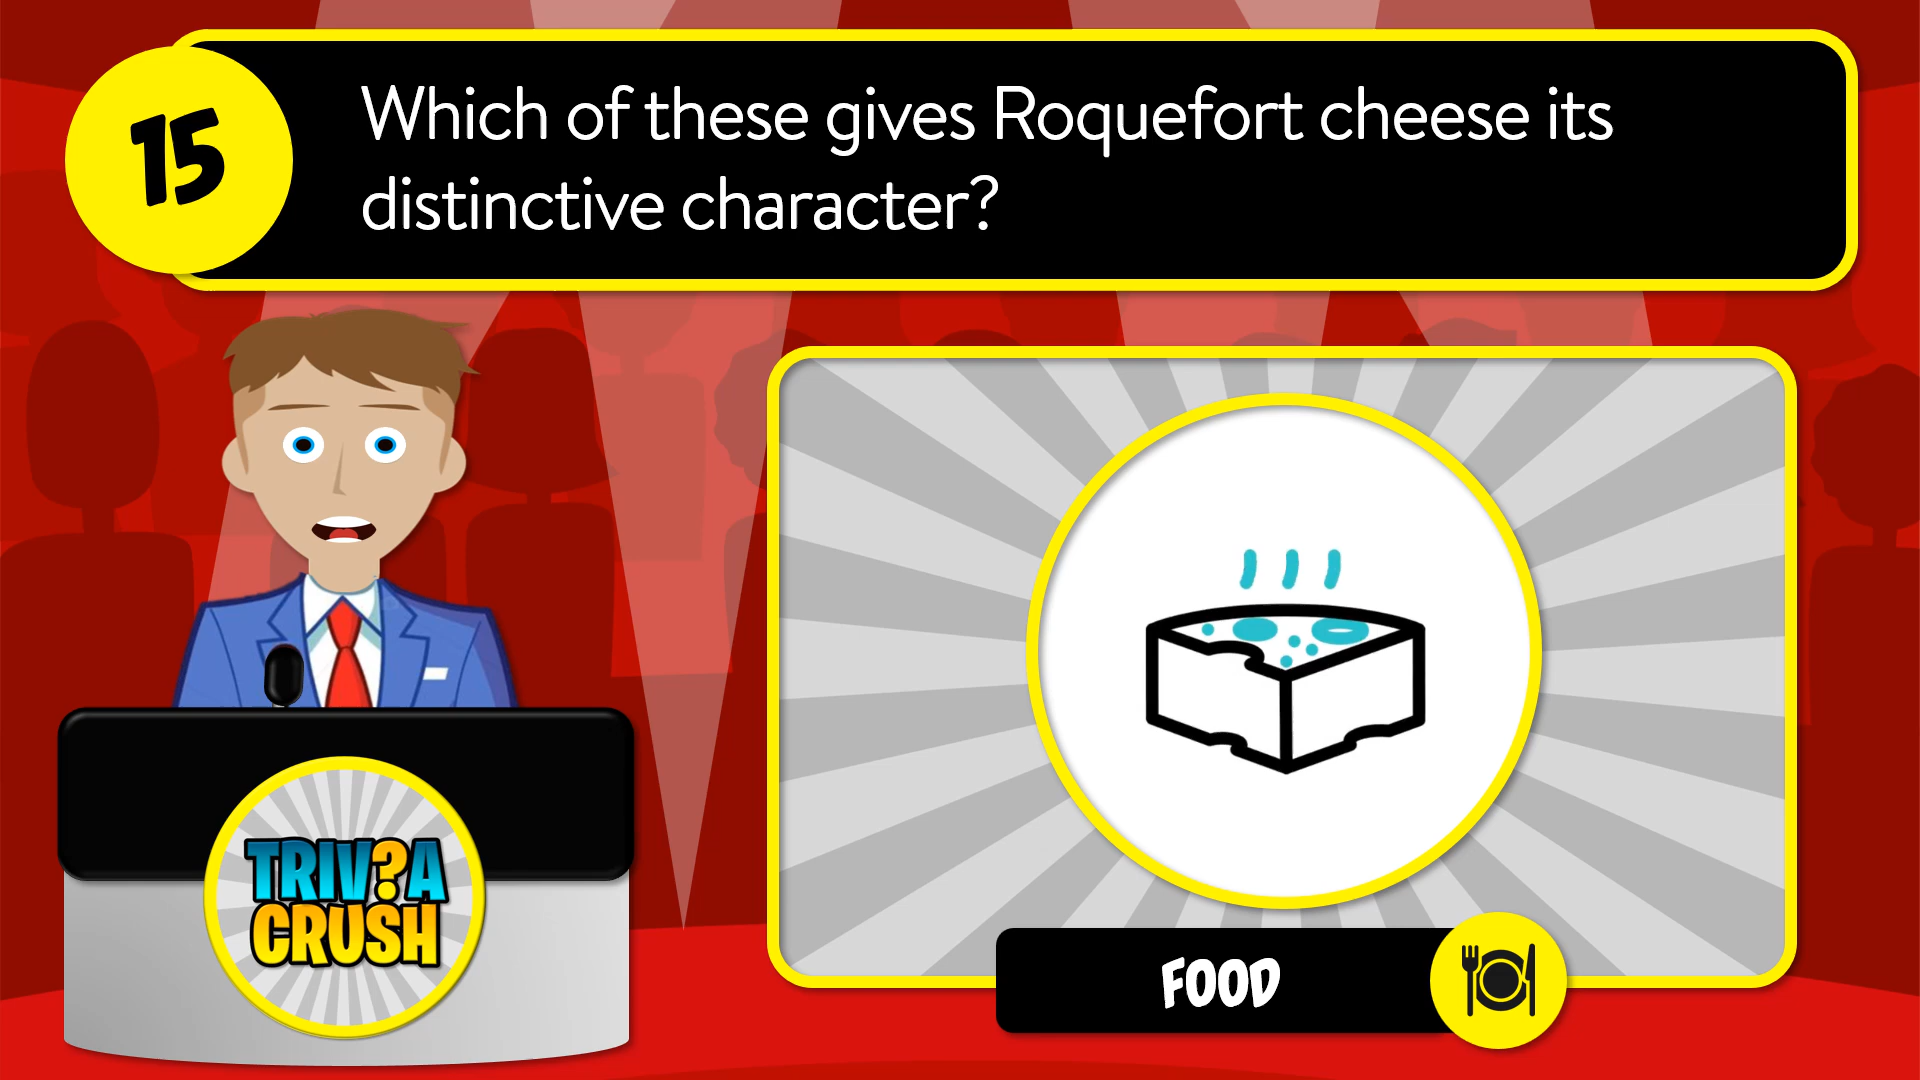 15
Which of these gives Roquefort cheese its
distinctive character?
TRIV?A
CRUSH
FOOD